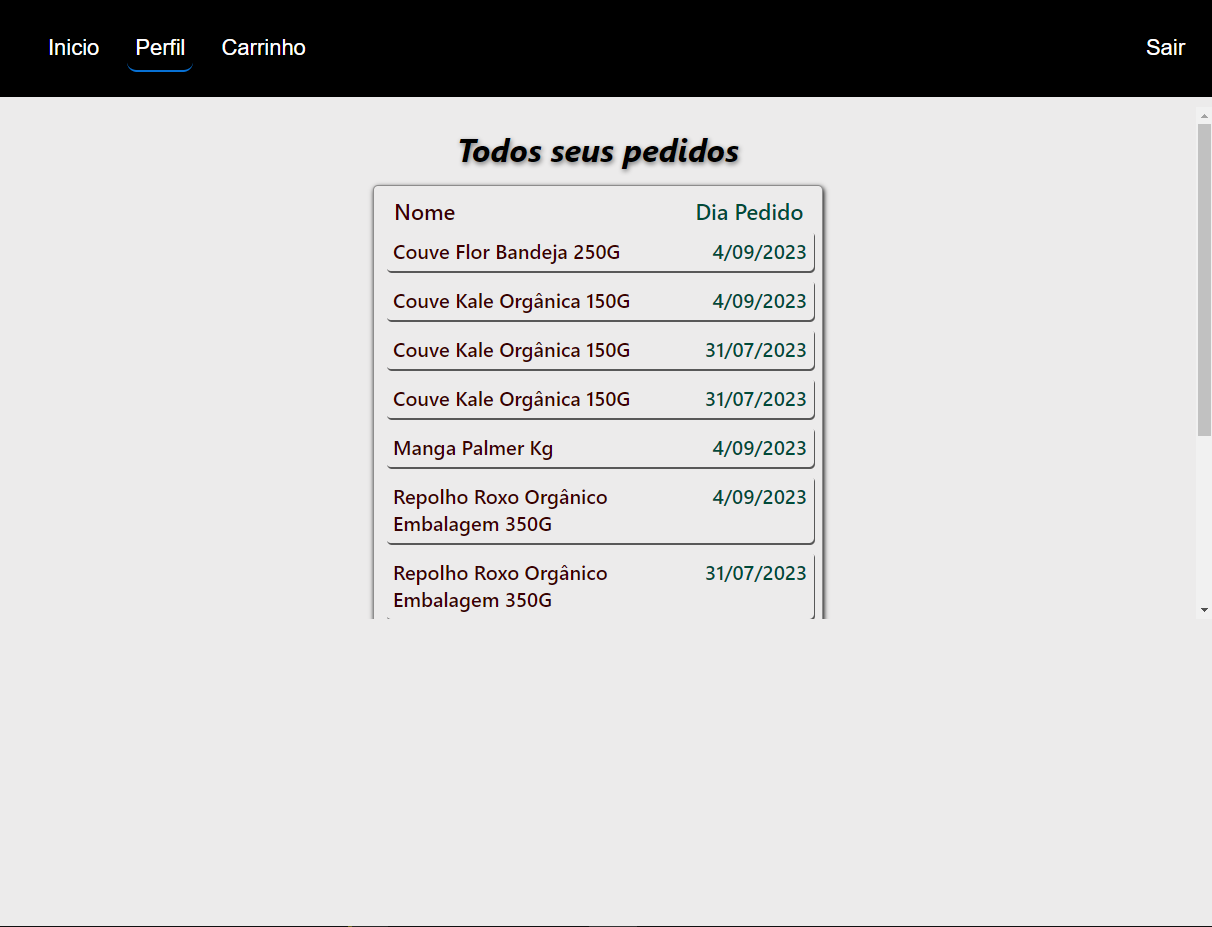 Inicio Perfil Carrinho Sair
Todos seus pedidos
Nome Dia Pedido
Couve Flor Bandeja 250G 4/09/2023
Couve Kale Orgânica 150G 4/09/2023
Couve Kale Orgânica 150G 31/07/2023
Couve Kale Orgânica 150G 31/07/2023
Manga Palmer Kg 4/09/2023
Repolho Roxo Orgânico 4/09/2023
Embalagem 350G
Repolho Roxo Orgânico 31/07/2023
Embalagem 350G